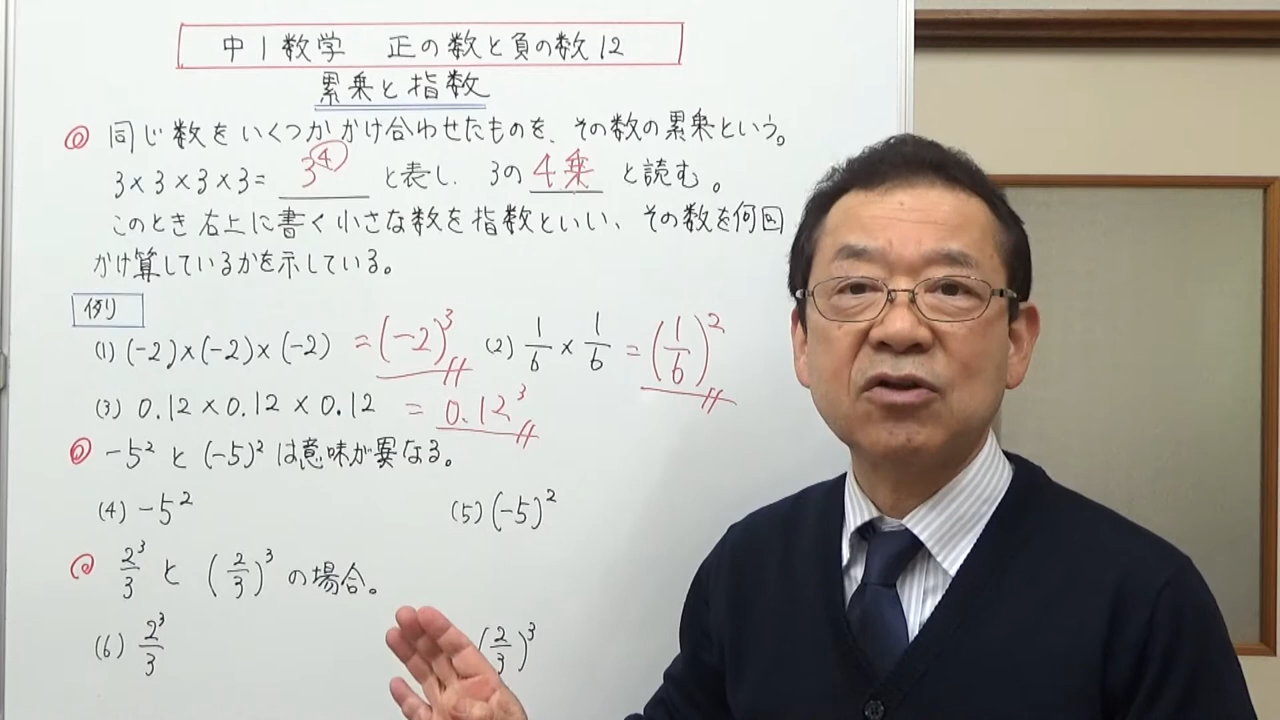 中1数学 正の数と負の数12
累乗と指数
◎ 同じ数をいくつかかけ合わせたものを、その数の累乗という。
3×3×3×3= 3⁴ と表し、3の 4乗 と読む。
このとき右上に書く小さな数を指数といい、その数を何回
かけ算しているかを示している。
例
(1) (-2)×(-2)×(-2) =(-2)³ (2) 1/6 × 1/6 =(1/6)²
(3) 0.12×0.12×0.12 = 0.12³
◎ -5²と(-5)²は意味が異なる。
(4) -5² (5) (-5)²
◎ 2³/3 と (2/3)³ の場合。
(6) 2³/3 (2/3)³